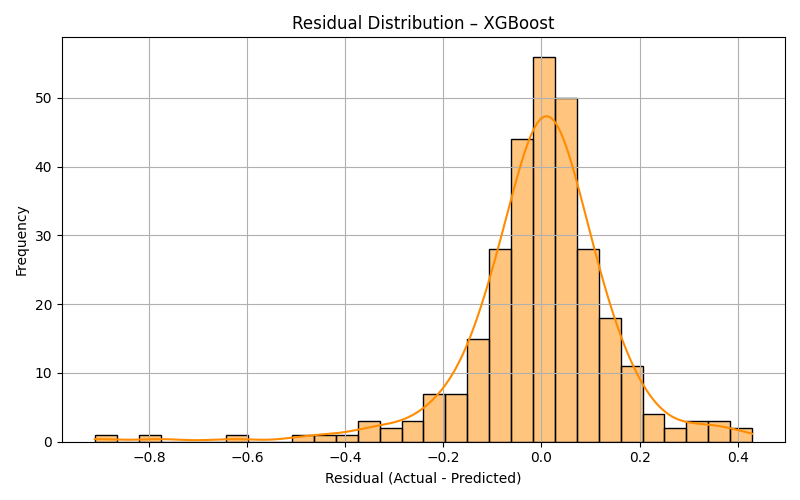 Residual Distribution – XGBoost
Frequency
50
40
30
20
10
0
−0.8 −0.6 −0.4 −0.2 0.0 0.2 0.4
Residual (Actual - Predicted)